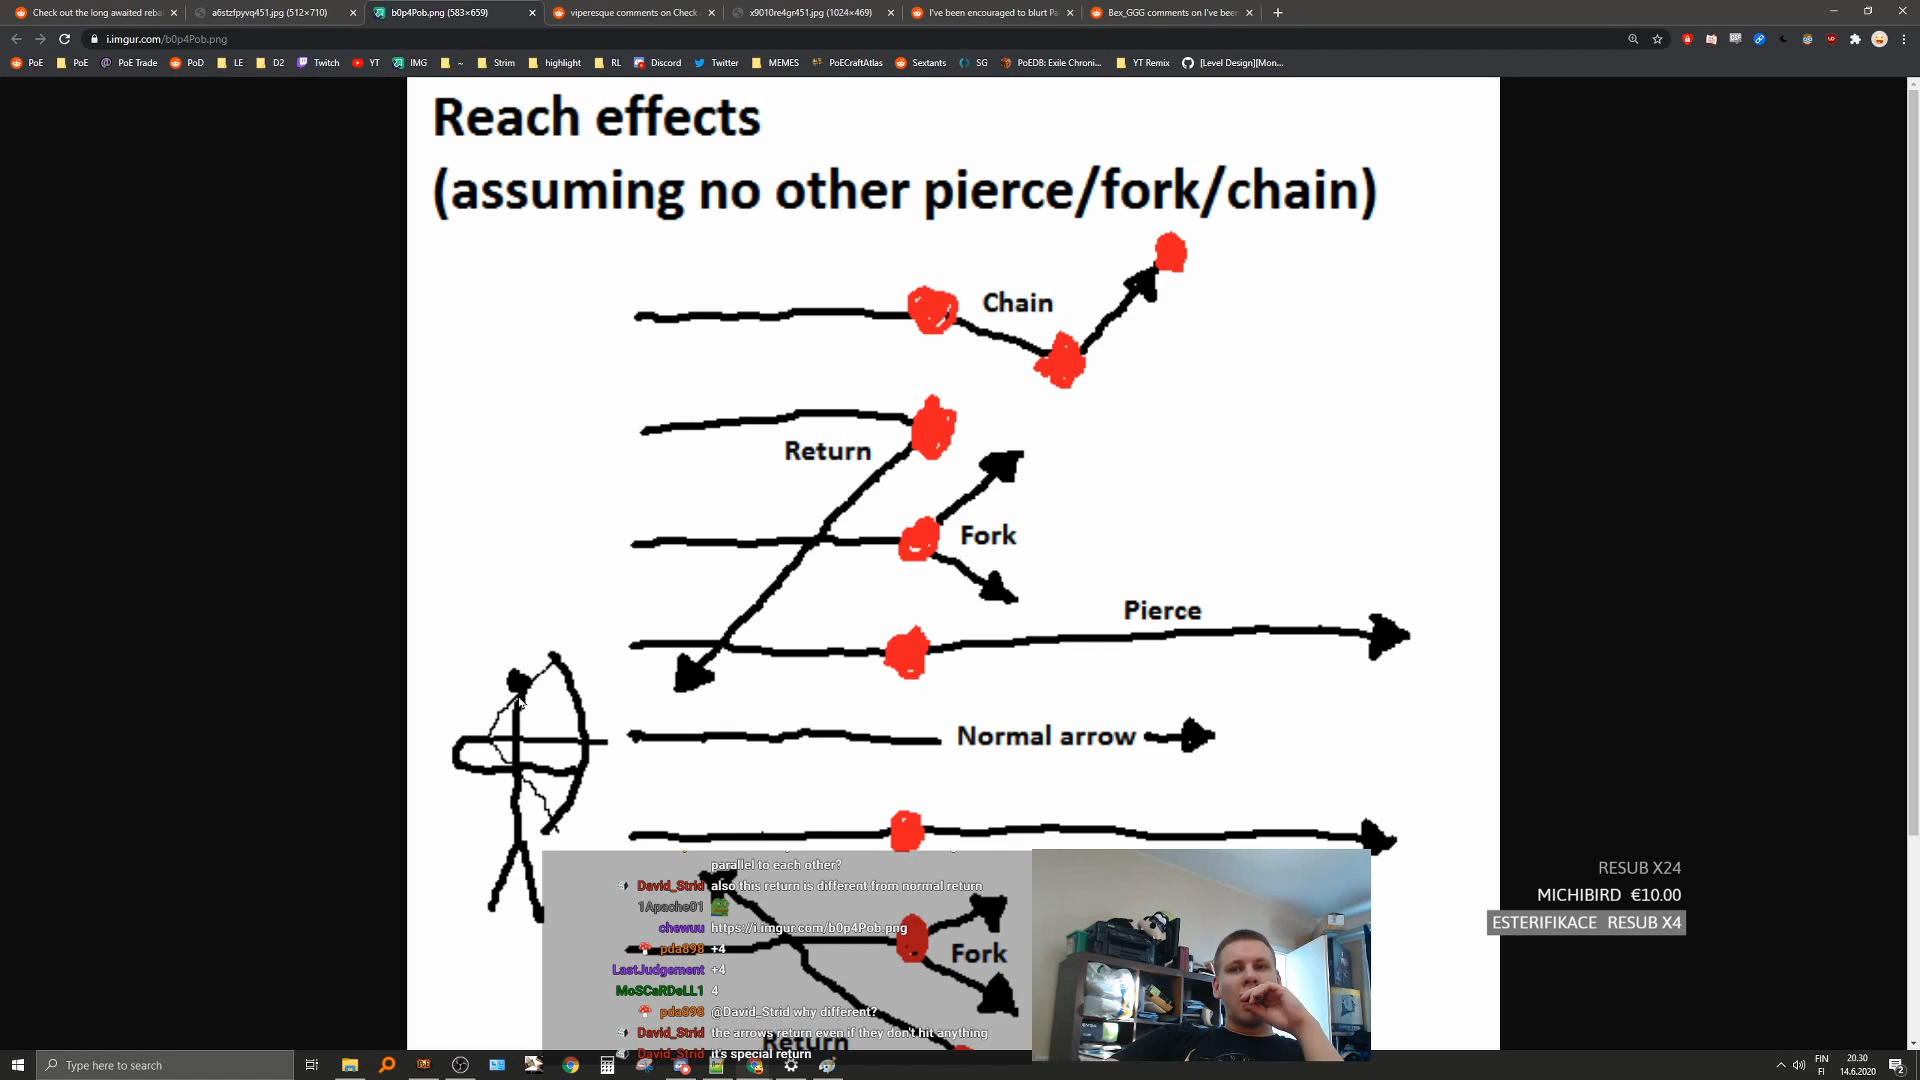 Check out the long awaited reba
a6stzfpyvq451.jpg (512×710)
b0p4Pob.png (583×659)
viperesque comments on Check
x9010re4gr451.jpg (1024×469)
I've been encouraged to blurt Pa
Bex_GGG comments on I've been
i.imgur.com/b0p4Pob.png
PoE
PoE
PoE Trade
PoD
LE
D2
Twitch
YT
IMG
~
Strim
highlight
RL
Discord
Twitter
MEMES
PoECraftAtlas
Sextants
SG
PoEDB: Exile Chroni...
YT Remix
[Level Design][Mon...
Reach effects
(assuming no other pierce/fork/chain)
Chain
Return
Fork
Pierce
Normal arrow
Fork
Return
parallel to each other?
David_Strid also this return is different from normal return
1Apache01
chewuu https://i.imgur.com/b0p4Pob.png
pda898 +4
LastJudgement +4
MoSCaRDeLL1 4
pda898 @David_Strid why different?
David_Strid the arrows return even if they don't hit anything
David_Strid it's special return
RESUB X24
MICHIBIRD €10.00
ESTERIFIKACE RESUB X4
Type here to search
FIN
FI
20.30
14.6.2020